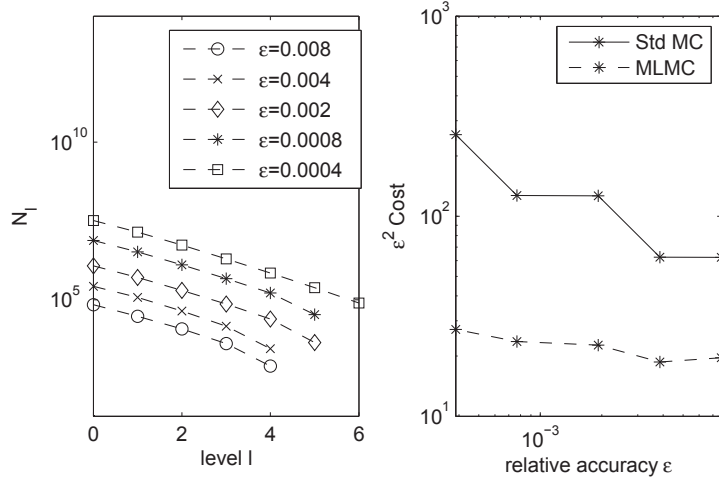 ε=0.008
ε=0.004
ε=0.002
ε=0.0008
ε=0.0004
10^10
10^5
N_l
0 2 4 6
level l
Std MC
MLMC
10^3
10^2
10^1
ε^2 Cost
10^-3
relative accuracy ε